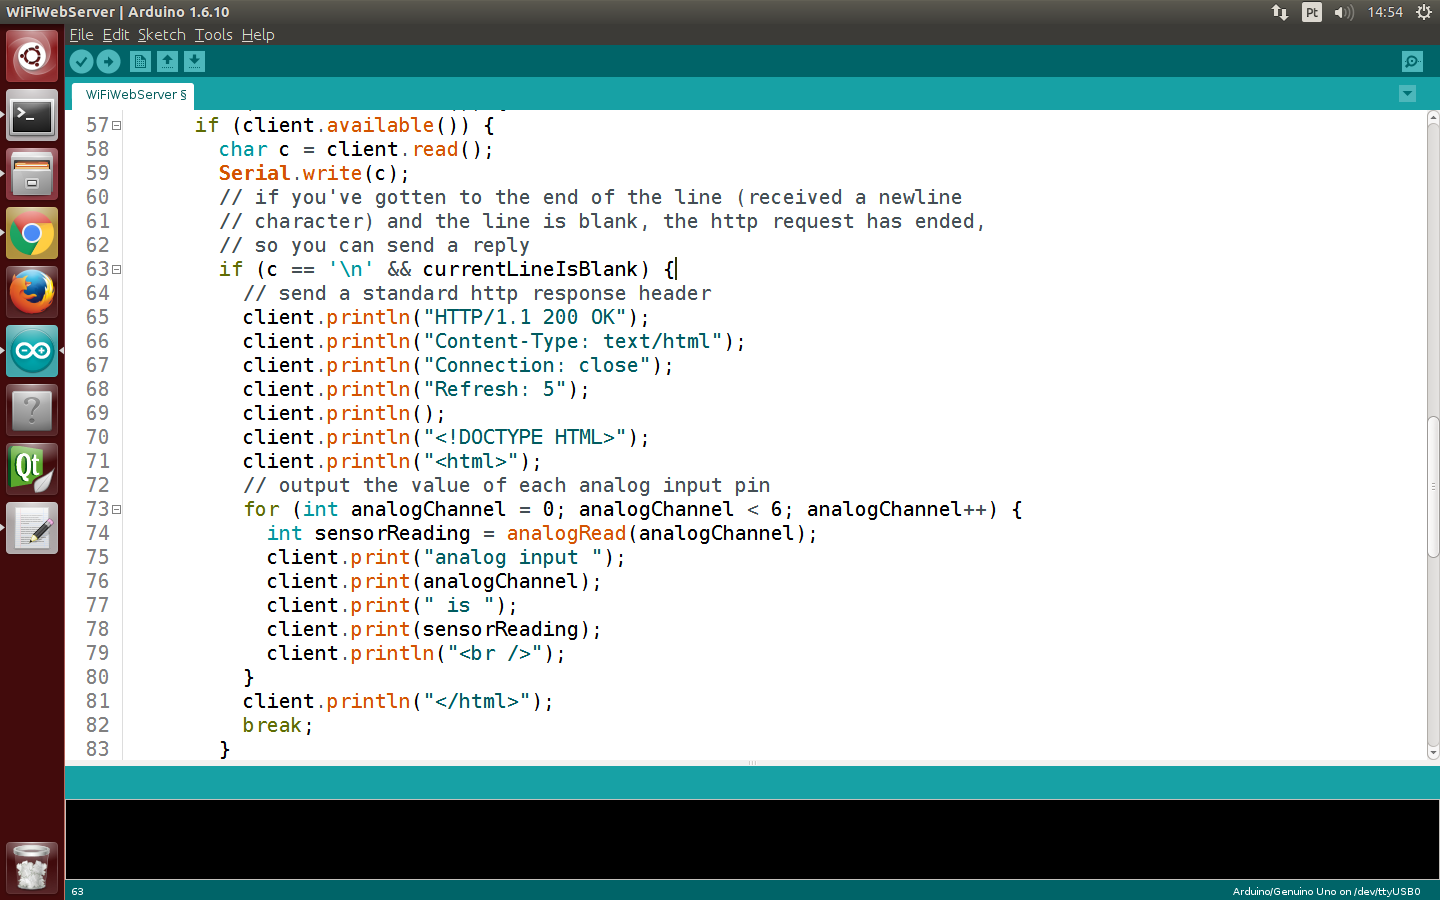 WiFiWebServer | Arduino 1.6.10
Pt
14:54
File Edit Sketch Tools Help
WiFiWebServer §
57 if (client.available()) {
58 char c = client.read();
59 Serial.write(c);
60 // if you've gotten to the end of the line (received a newline
61 // character) and the line is blank, the http request has ended,
62 // so you can send a reply
63 if (c == '\n' && currentLineIsBlank) {
64 // send a standard http response header
65 client.println("HTTP/1.1 200 OK");
66 client.println("Content-Type: text/html");
67 client.println("Connection: close");
68 client.println("Refresh: 5");
69 client.println();
70 client.println("<!DOCTYPE HTML>");
71 client.println("<html>");
72 // output the value of each analog input pin
73 for (int analogChannel = 0; analogChannel < 6; analogChannel++) {
74 int sensorReading = analogRead(analogChannel);
75 client.print("analog input ");
76 client.print(analogChannel);
77 client.print(" is ");
78 client.print(sensorReading);
79 client.println("<br />");
80 }
81 client.println("</html>");
82 break;
83 }
Qt
63
Arduino/Genuino Uno on /dev/ttyUSB0